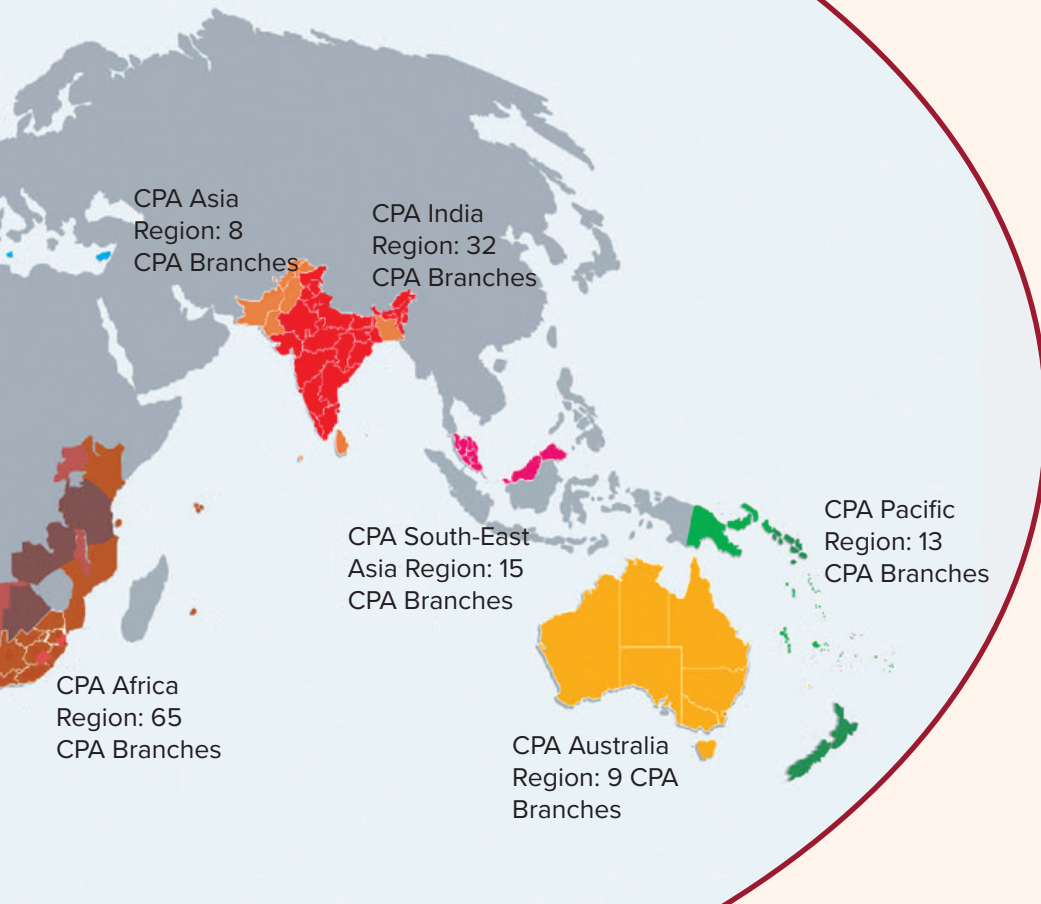 CPA Asia
Region: 8
CPA Branches
CPA India
Region: 32
CPA Branches
CPA South-East
Asia Region: 15
CPA Branches
CPA Pacific
Region: 13
CPA Branches
CPA Africa
Region: 65
CPA Branches
CPA Australia
Region: 9 CPA
Branches